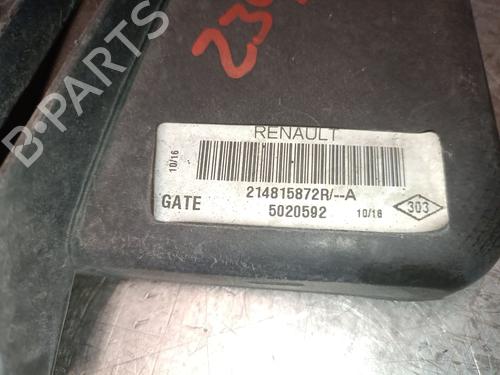 B-PARTS
RENAULT
10/16
214815872R/--A
GATE
5020592
10/16
303